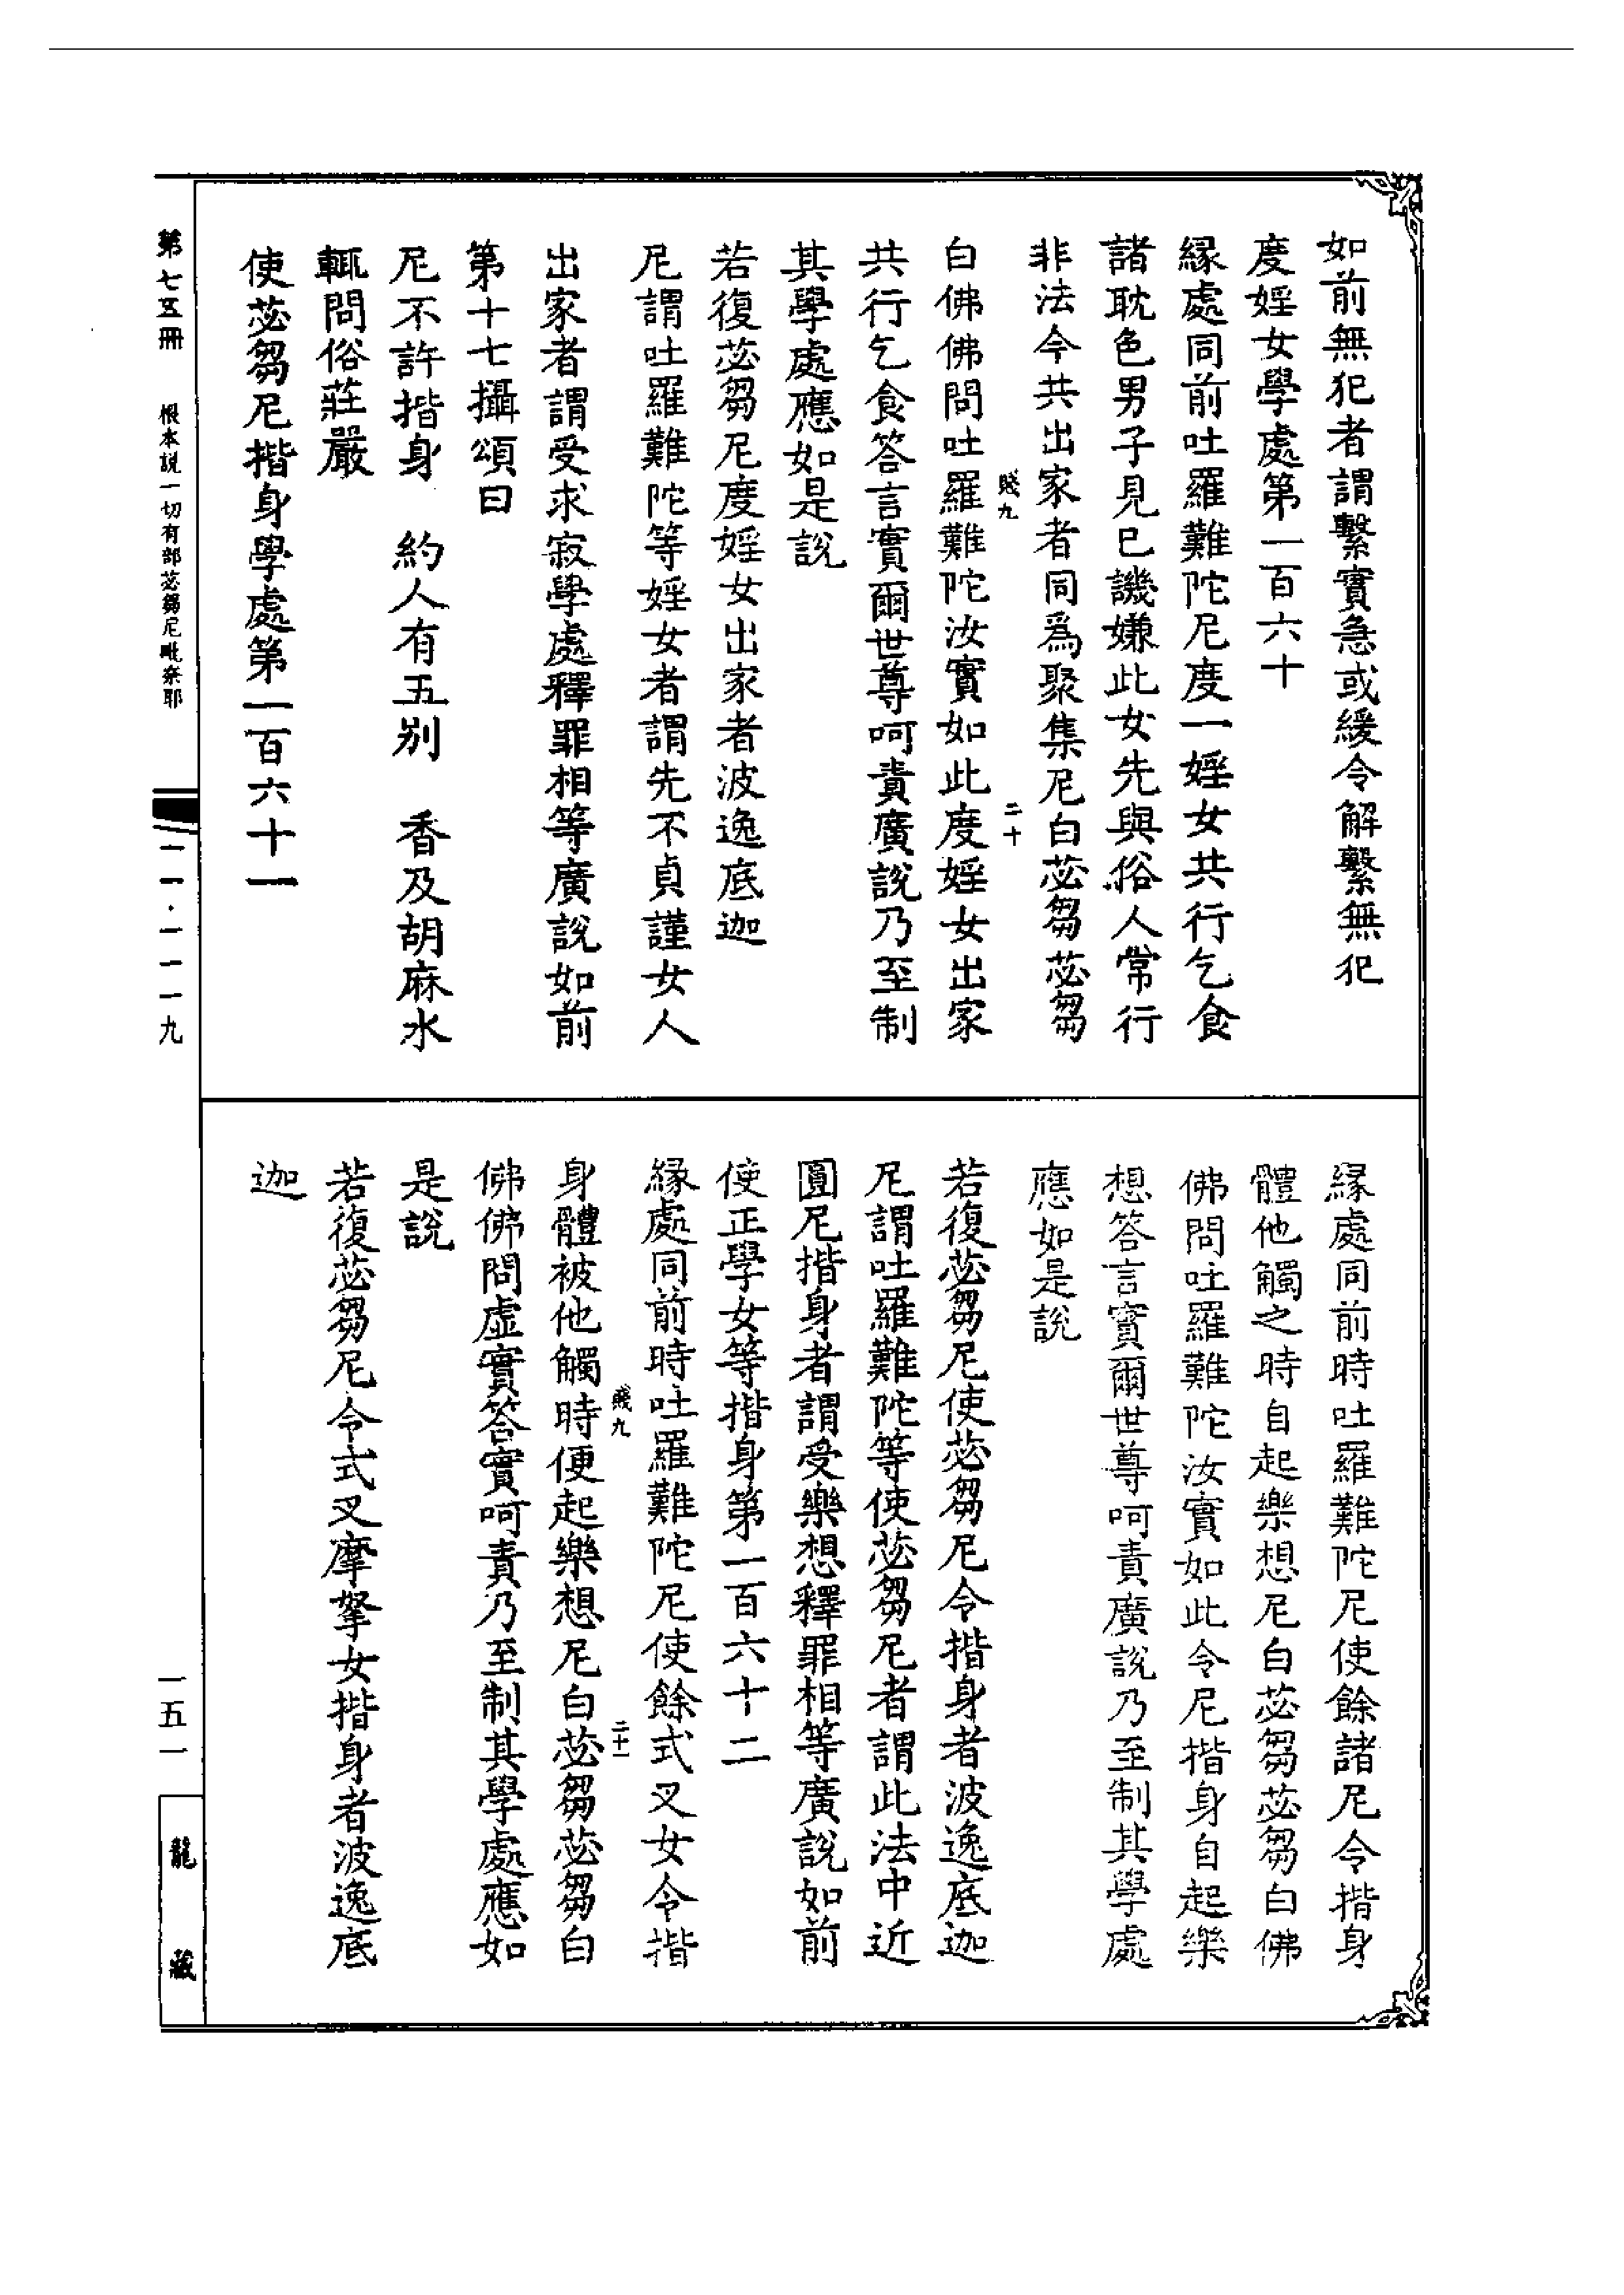 如前無犯者謂繫實急或緩令解繫無犯
度婬女學處第一百六十
緣處同前吐羅難陀尼度一婬女共行乞食
諸耽色男子見已譏嫌此女先與俗人常行
非法今共出家者同為聚集尼白苾芻苾芻
白佛佛問吐羅難陀汝實如此度婬女出家
共行乞食答言實爾世尊呵責廣說乃至制
其學處應如是說
若復苾芻尼度婬女出家者波逸底迦
尼謂吐羅難陀等婬女者謂先不貞謹女人
出家者謂受求寂學處釋罪相等廣說如前
第十七攝頌曰
尼不許揩身　約人有五別　香及胡麻水
輒問俗莊嚴
使苾芻尼揩身學處第一百六十一
賤九　二十
緣處同前時吐羅難陀尼使餘諸尼令揩身
體他觸之時自起樂想尼白苾芻苾芻白佛
佛問吐羅難陀汝實如此令尼揩身自起樂
想答言實爾世尊呵責廣說乃至制其學處
應如是說
若復苾芻尼使苾芻尼令揩身者波逸底迦
尼謂吐羅難陀等使苾芻尼者謂此法中近
圓尼揩身者謂受樂想釋罪相等廣說如前
使正學女等揩身第一百六十二
緣處同前時吐羅難陀尼使餘式叉女令揩
身體被他觸時便起樂想尼白苾芻苾芻白
佛佛問虛實答實呵責乃至制其學處應如
是說
若復苾芻尼令式叉摩拏女揩身者波逸底
迦
賤九　二十一
第七五冊　根本說一切有部苾芻尼毗奈耶
一五一
龍藏